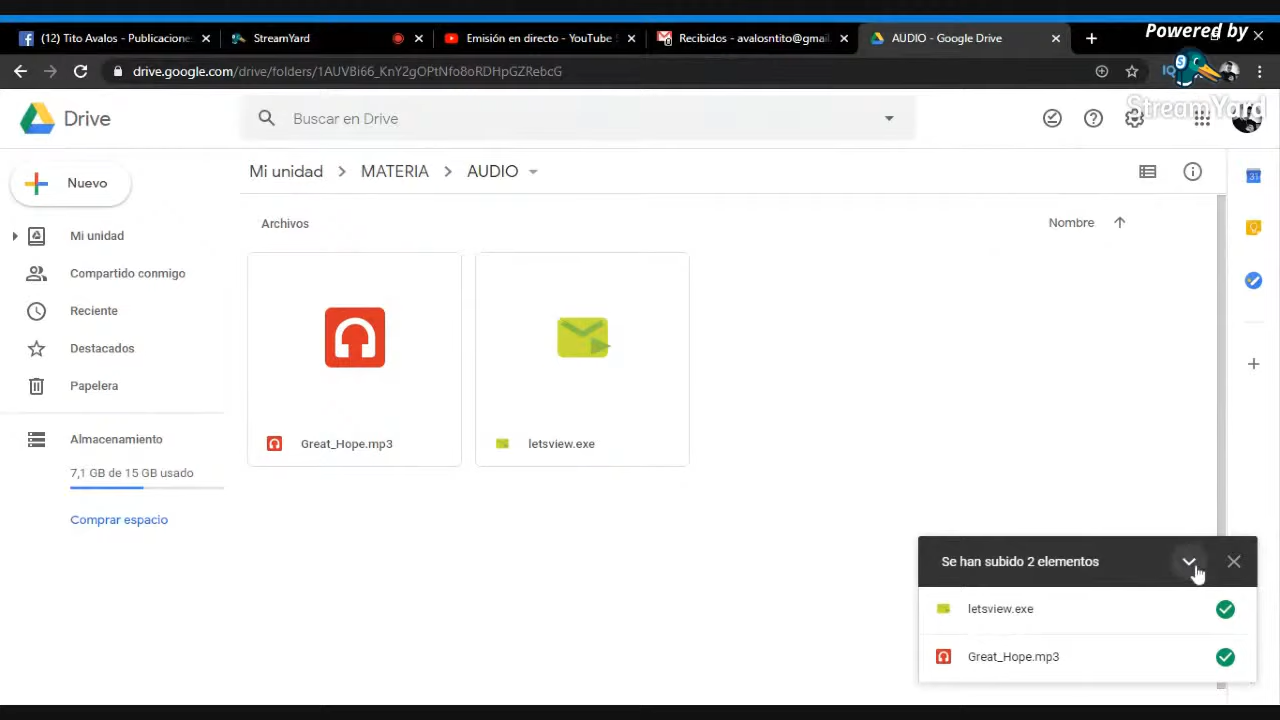 Powered by
(12) Tito Avalos - Publicacione
StreamYard
Emisión en directo - YouTube S
Recibidos - avalosntito@gmail.
AUDIO - Google Drive
drive.google.com/drive/folders/1AUVBi66_KnY2gOPtNfo8oRDHpGZRebcG
StreamYard
Drive
Buscar en Drive
Nuevo
Mi unidad
MATERIA
AUDIO
Archivos
Nombre
Mi unidad
Compartido conmigo
Reciente
Destacados
Papelera
Almacenamiento
7,1 GB de 15 GB usado
Comprar espacio
Great_Hope.mp3
letsview.exe
Se han subido 2 elementos
letsview.exe
Great_Hope.mp3